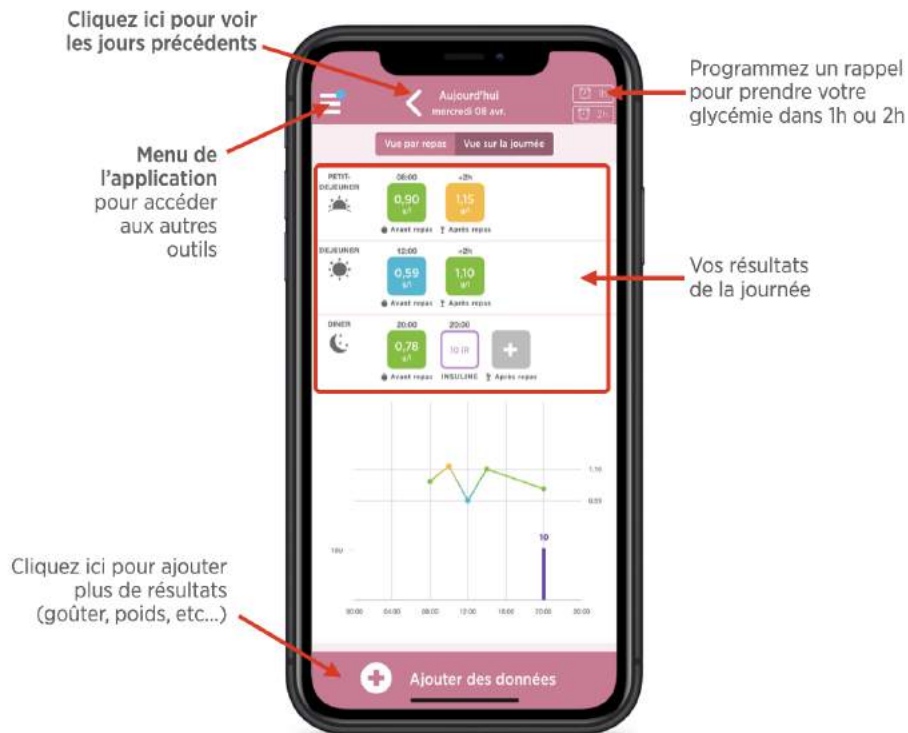 Cliquez ici pour voir
les jours précédents
Programmez un rappel
pour prendre votre
glycémie dans 1h ou 2h
Aujourd'hui
mercredi 08 avr.
1h
2h
Menu de
l'application
pour accéder
aux autres
outils
Vue par repas
Vue sur la journée
PETIT-
DEJEUNER
08:00
+2h
0,90
g/l
1,15
g/l
Avant repas
Après repas
DEJEUNER
12:00
+2h
0,59
g/l
1,10
g/l
Avant repas
Après repas
Vos résultats
de la journée
DINER
20:00
20:00
0,78
g/l
10 IR
Avant repas
INSULINE
Après repas
10
00:00
04:00
08:00
12:00
16:00
20:00
00:00
Cliquez ici pour ajouter
plus de résultats
(goûter, poids, etc...)
Ajouter des données